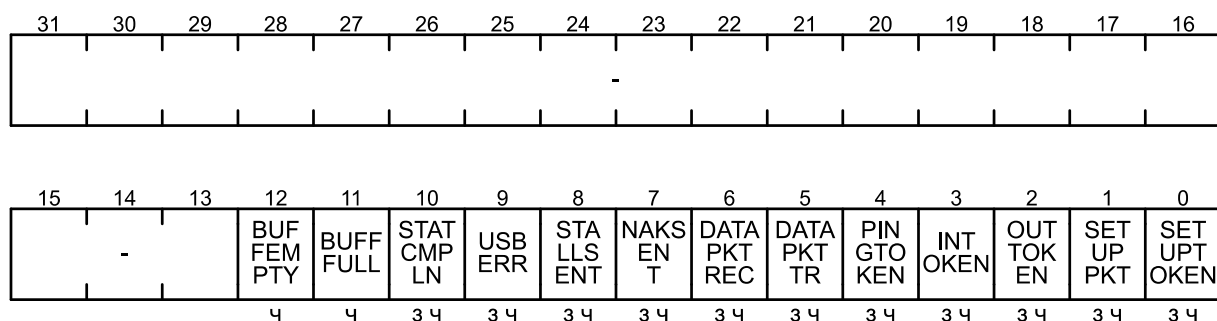 31 30 29 28 27 26 25 24 23 22 21 20 19 18 17 16
-
15 14 13 12 11 10 9 8 7 6 5 4 3 2 1 0
BUF BUFF STAT USB STA NAKS DATA DATA PIN INT OUT SET SET
FEM FULL CMP ERR LLS EN PKT PKT GTO OKEN TOK UP UPT
PTY LN ENT T REC TR KEN EN PKT OKEN
-
Ч Ч З Ч З Ч З Ч З Ч З Ч З Ч З Ч З Ч З Ч З Ч З Ч